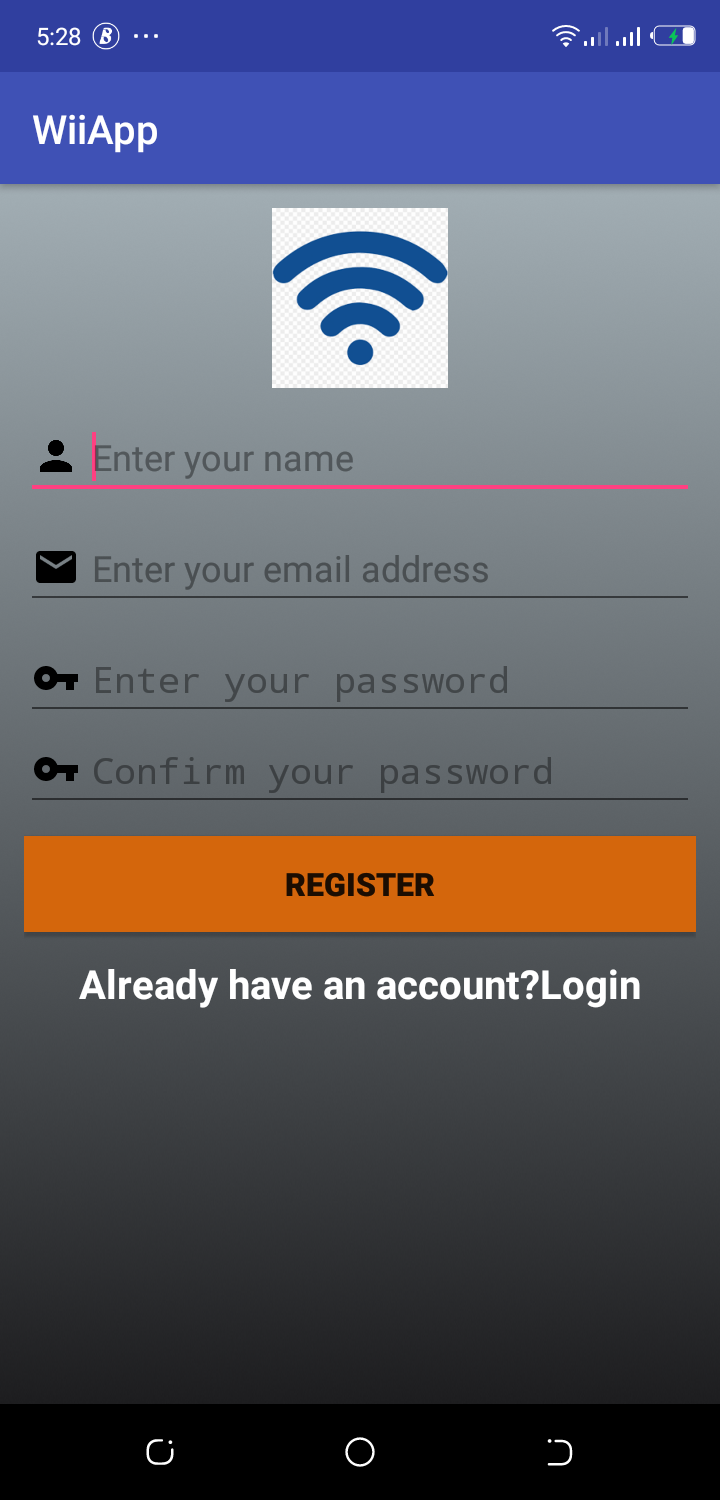 5:28
WiiApp
Enter your name
Enter your email address
Enter your password
Confirm your password
REGISTER
Already have an account?Login